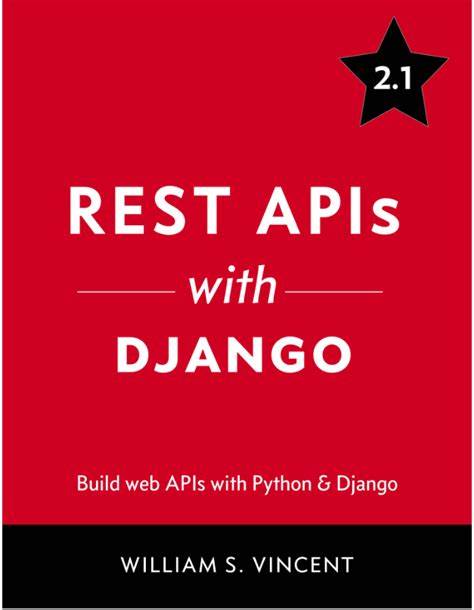 2.1
REST APIs
with
DJANGO
Build web APIs with Python & Django
WILLIAM S. VINCENT